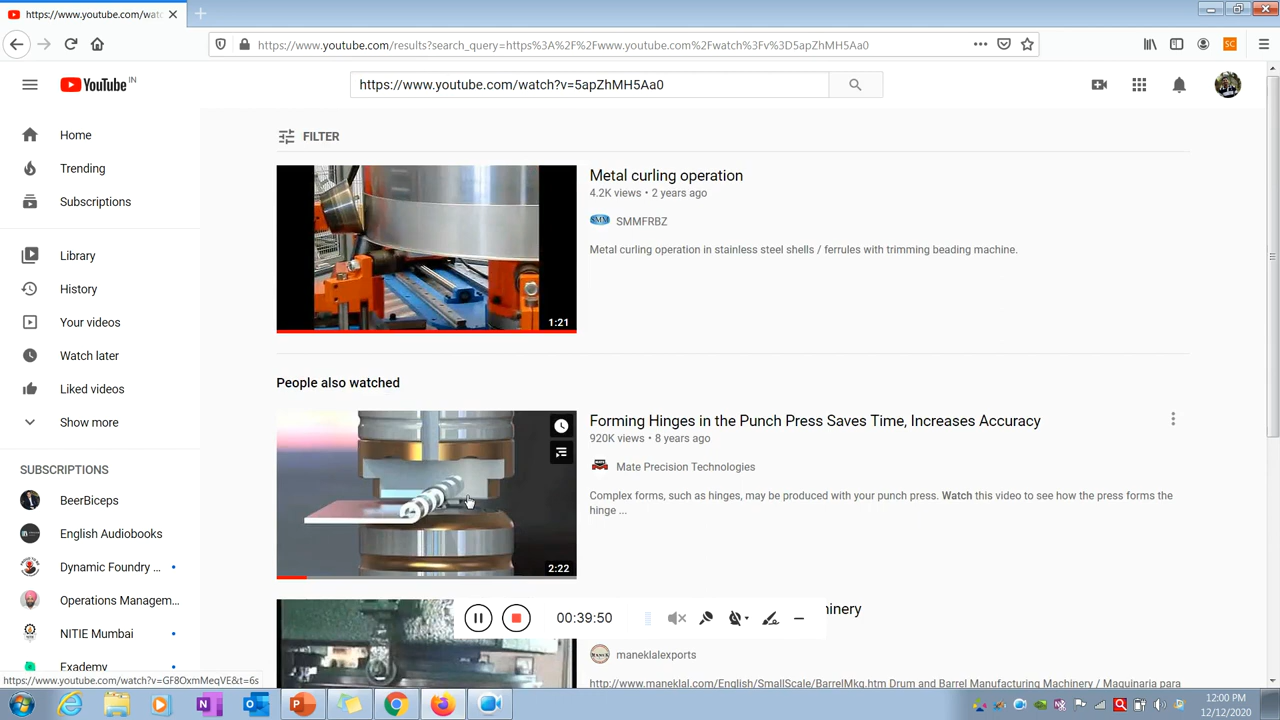 https://www.youtube.com/watc
https://www.youtube.com/results?search_query=https%3A%2F%2Fwww.youtube.com%2Fwatch%3Fv%3D5apZhMH5Aa0
SC
YouTube IN
https://www.youtube.com/watch?v=5apZhMH5Aa0
Home
Trending
Subscriptions
Library
History
Your videos
Watch later
Liked videos
Show more
SUBSCRIPTIONS
BeerBiceps
English Audiobooks
Dynamic Foundry ...
Operations Managem...
NITIE Mumbai
Exademy
FILTER
1:21
Metal curling operation
4.2K views • 2 years ago
SMM SMMFRBZ
Metal curling operation in stainless steel shells / ferrules with trimming beading machine.
People also watched
2:22
Forming Hinges in the Punch Press Saves Time, Increases Accuracy
920K views • 8 years ago
Mate Precision Technologies
Complex forms, such as hinges, may be produced with your punch press. Watch this video to see how the press forms the
hinge ...
00:39:50
inery
maneklalexports
http://www.maneklal.com/English/SmallScale/BarrelMkg.htm Drum and Barrel Manufacturing Machinery / Maquinaria para
https://www.youtube.com/watch?v=GF8OxmMeqVE&t=6s
12:00 PM
12/12/2020